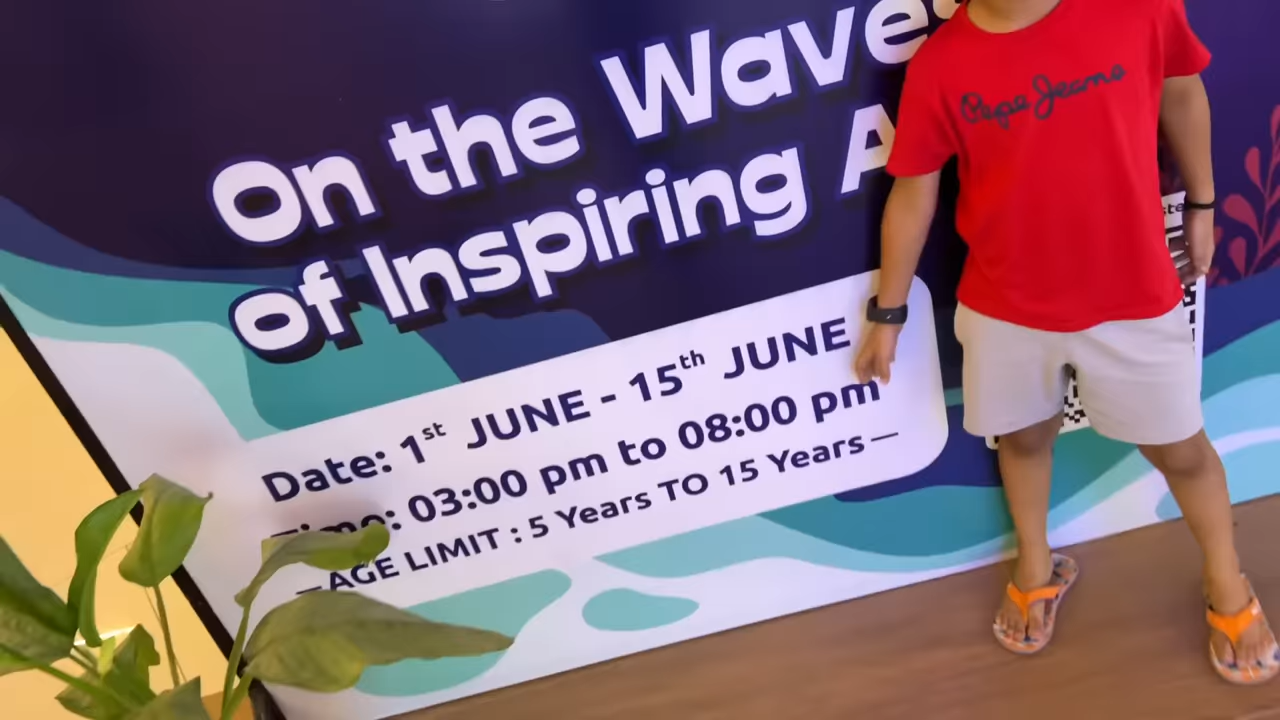 On the Waves
of Inspiring
Date: 1st JUNE - 15th JUNE
Time: 03:00 pm to 08:00 pm
— AGE LIMIT : 5 Years TO 15 Years —
Pepe Jeans